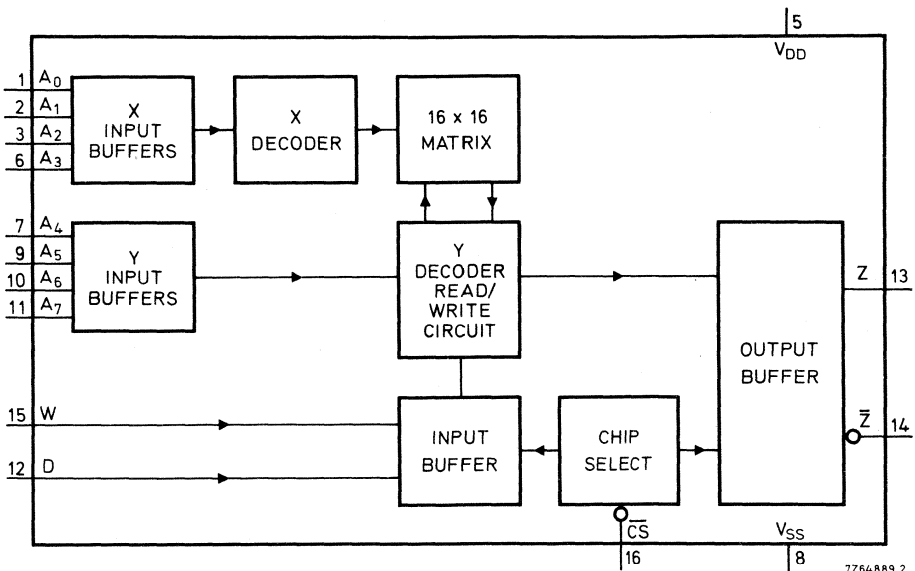 5
V_DD
1 A₀
2 A₁
3 A₂
6 A₃
X
INPUT
BUFFERS
X
DECODER
16 x 16
MATRIX
7 A₄
9 A₅
10 A₆
11 A₇
Y
INPUT
BUFFERS
Y
DECODER
READ/
WRITE
CIRCUIT
OUTPUT
BUFFER
Z 13
Z̅ 14
15 W
12 D
INPUT
BUFFER
CHIP
SELECT
C̅S̅
16
V_SS
8
7Z64889.2